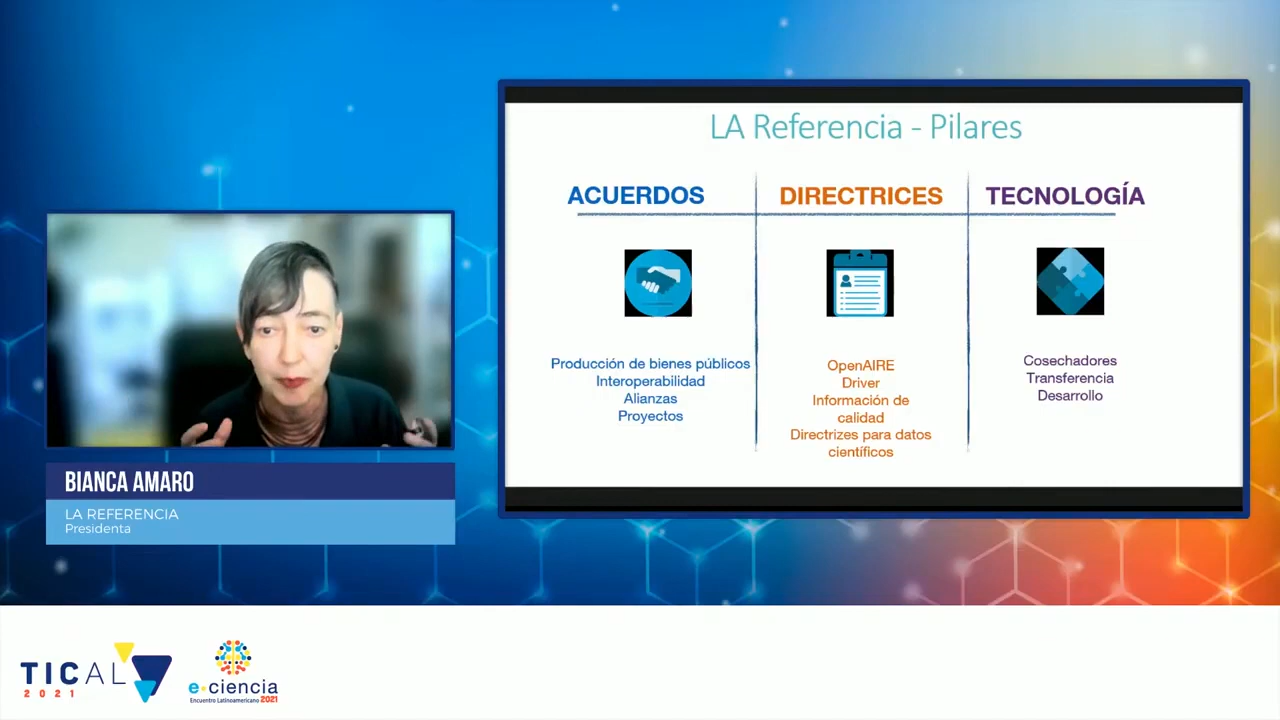 LA Referencia - Pilares
ACUERDOS
DIRECTRICES
TECNOLOGÍA
Producción de bienes públicos
Interoperabilidad
Alianzas
Proyectos
OpenAIRE
Driver
Información de
calidad
Directrizes para datos
científicos
Cosechadores
Transferencia
Desarrollo
BIANCA AMARO
LA REFERENCIA
Presidenta
TICAL
2021
e-ciencia
Encuentro Latinoamericano 2021